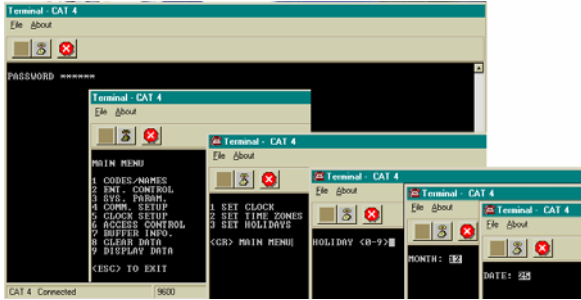 Terminal - CAT 4
File About
PASSWORD ******
Terminal - CAT 4
File About
MAIN MENU
1 CODES/NAMES
2 ENT. CONTROL
3 SYS. PARAM.
4 COMM. SETUP
5 CLOCK SETUP
6 ACCESS CONTROL
7 BUFFER INFO.
8 CLEAR DATA
9 DISPLAY DATA
<ESC> TO EXIT
CAT 4 Connected 9600
Terminal - CAT 4
File About
1 SET CLOCK
2 SET TIME ZONES
3 SET HOLIDAYS
<CR> MAIN MENU
Terminal - CAT 4
File About
HOLIDAY <0-9>
Terminal - CAT 4
File About
MONTH: 12
Terminal - CAT 4
File About
DATE: 25